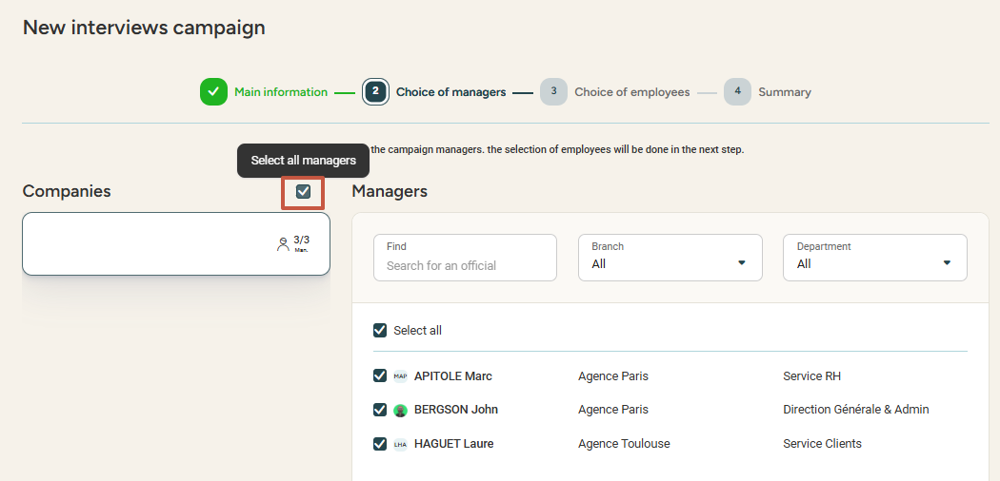 New interviews campaign
Main information
2 Choice of managers
3 Choice of employees
4 Summary
the campaign managers. the selection of employees will be done in the next step.
Select all managers
Companies
Managers
3/3
Man.
Find
Search for an official
Branch
All
Department
All
Select all
MAP APITOLE Marc Agence Paris Service RH
BERGSON John Agence Paris Direction Générale & Admin
LHA HAGUET Laure Agence Toulouse Service Clients